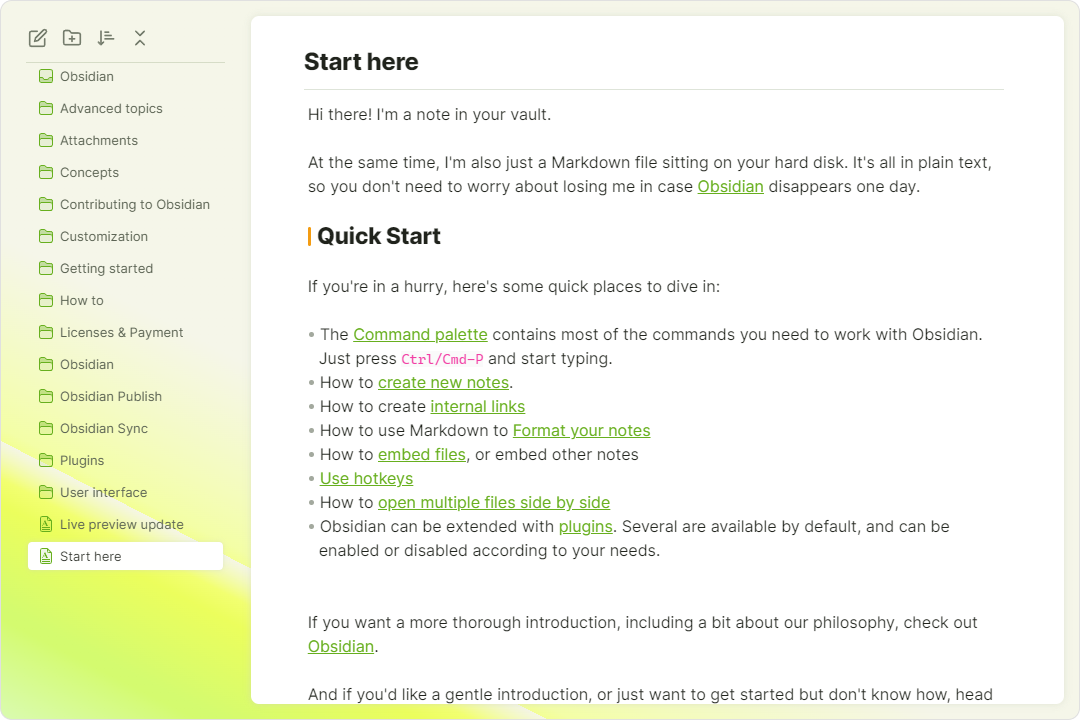 Obsidian
Advanced topics
Attachments
Concepts
Contributing to Obsidian
Customization
Getting started
How to
Licenses & Payment
Obsidian
Obsidian Publish
Obsidian Sync
Plugins
User interface
Live preview update
Start here
Start here
Hi there! I'm a note in your vault.
At the same time, I'm also just a Markdown file sitting on your hard disk. It's all in plain text,
so you don't need to worry about losing me in case Obsidian disappears one day.
Quick Start
If you're in a hurry, here's some quick places to dive in:
• The Command palette contains most of the commands you need to work with Obsidian.
Just press Ctrl/Cmd-P and start typing.
• How to create new notes.
• How to create internal links
• How to use Markdown to Format your notes
• How to embed files, or embed other notes
• Use hotkeys
• How to open multiple files side by side
• Obsidian can be extended with plugins. Several are available by default, and can be
enabled or disabled according to your needs.
If you want a more thorough introduction, including a bit about our philosophy, check out
Obsidian.
And if you'd like a gentle introduction, or just want to get started but don't know how, head